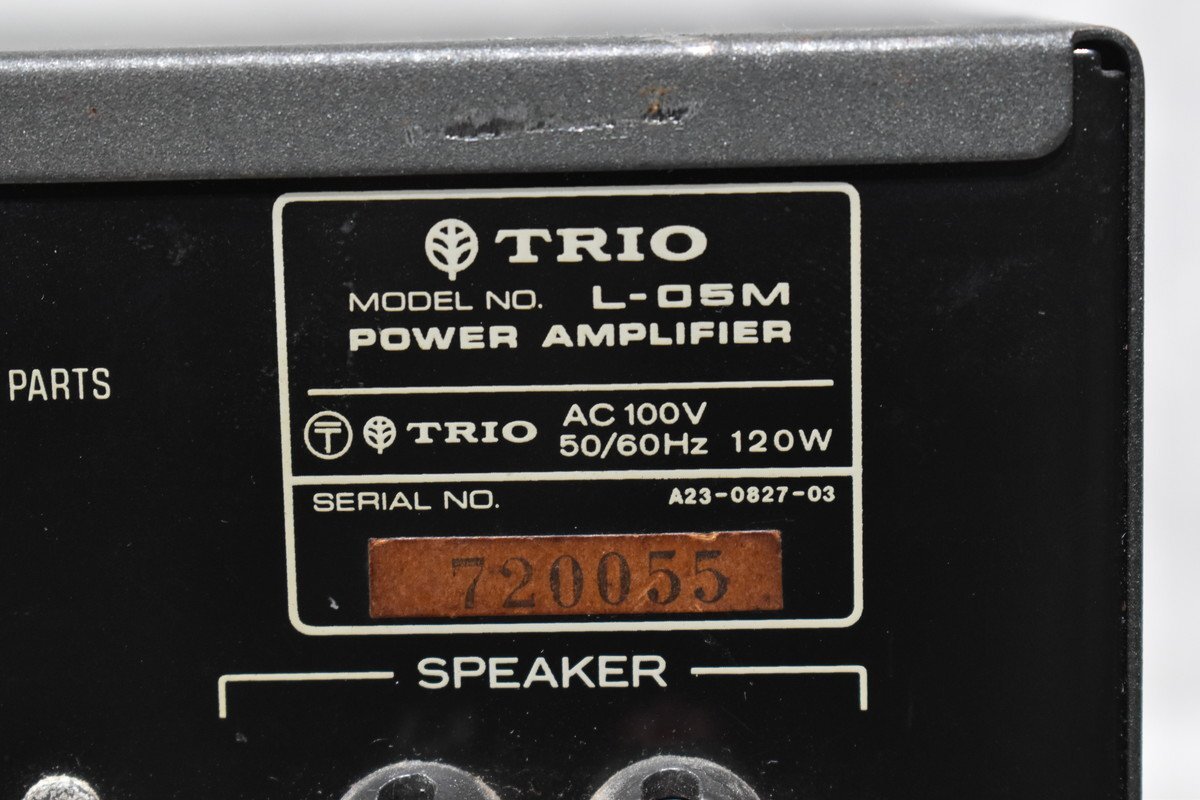 TRIO
MODEL NO. L-05M
POWER AMPLIFIER
PARTS
〒 TRIO AC 100V
50/60Hz 120W
SERIAL NO. A23-0827-03
720055
SPEAKER